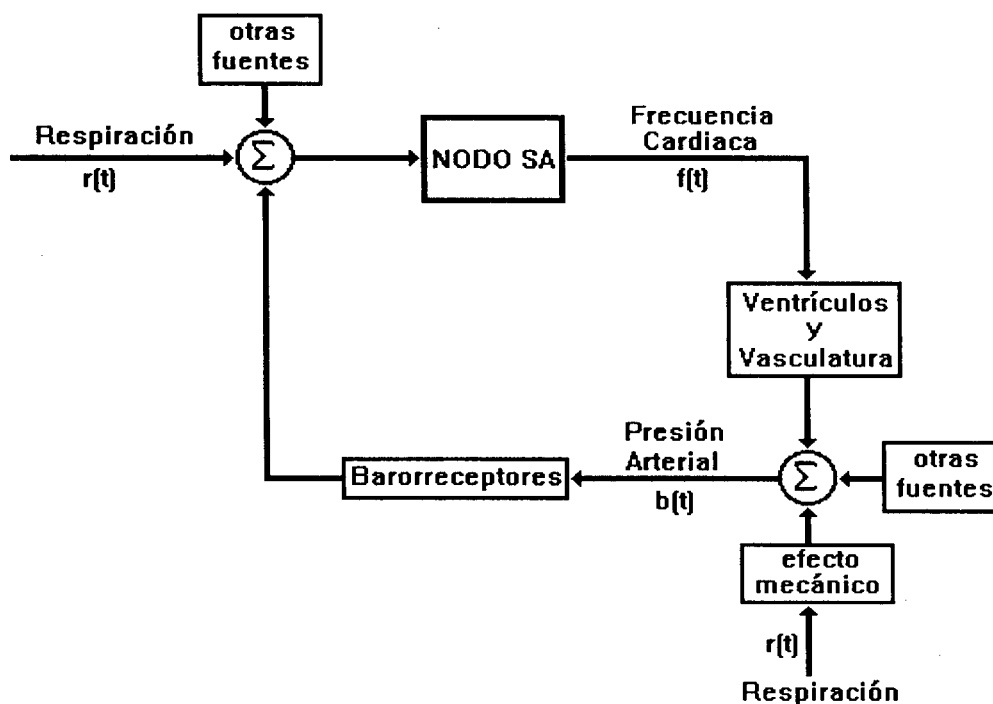 otras
fuentes
Respiración
r(t)
Σ
NODO SA
Frecuencia
Cardiaca
f(t)
Ventrículos
y
Vasculatura
Presión
Arterial
b(t)
Barorreceptores
Σ
otras
fuentes
efecto
mecánico
r(t)
Respiración